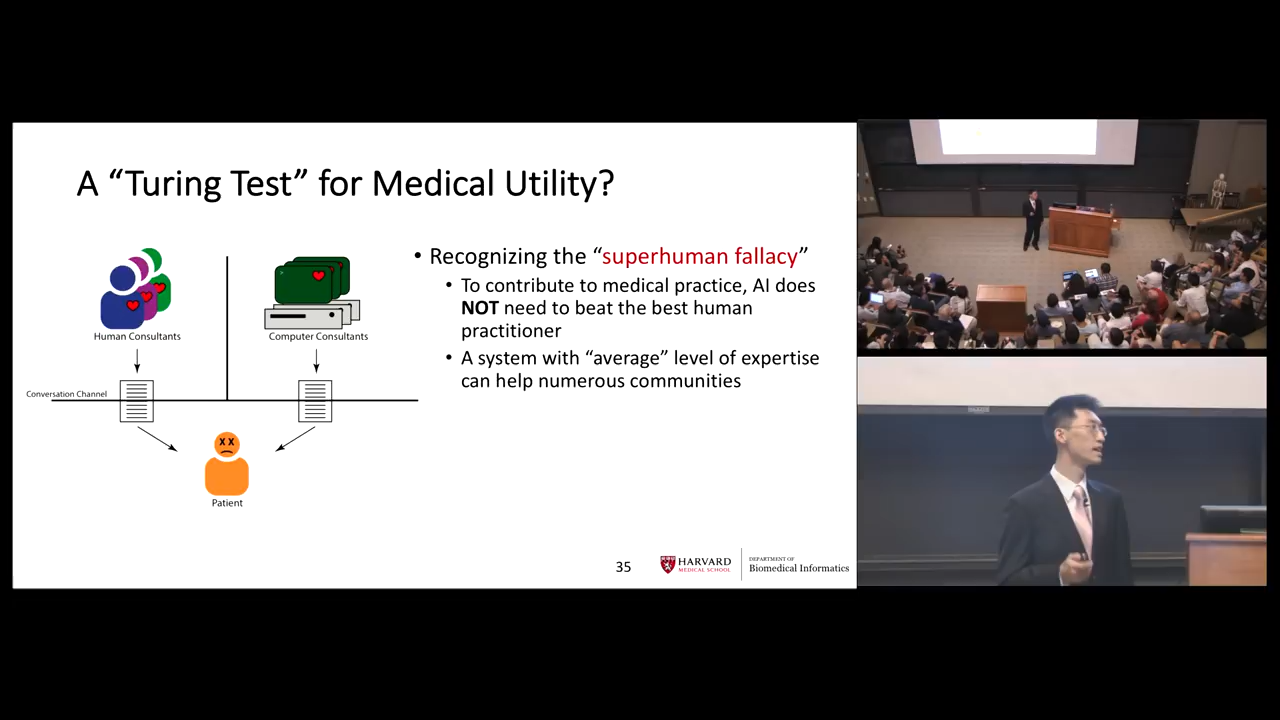 A “Turing Test” for Medical Utility?
Human Consultants
Computer Consultants
Conversation Channel
Patient
• Recognizing the “superhuman fallacy”
• To contribute to medical practice, AI does
NOT need to beat the best human
practitioner
• A system with “average” level of expertise
can help numerous communities
35
HARVARD
MEDICAL SCHOOL
DEPARTMENT OF
Biomedical Informatics